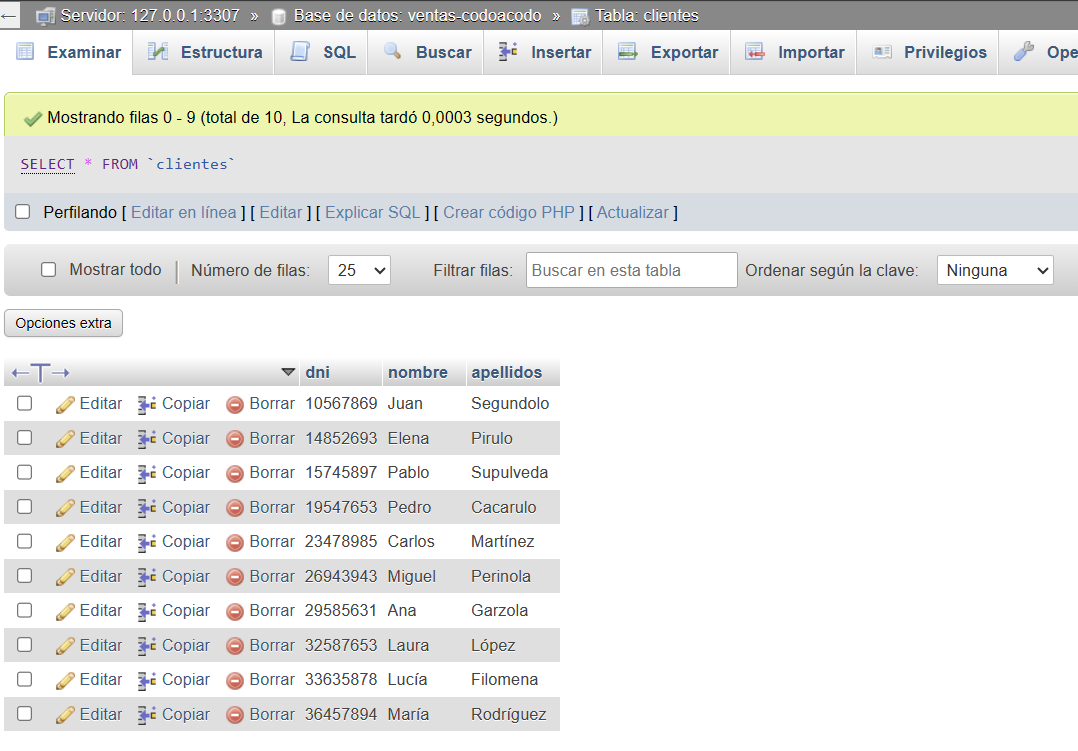 Servidor: 127.0.0.1:3307 » Base de datos: ventas-codoacodo » Tabla: clientes
Examinar Estructura SQL Buscar Insertar Exportar Importar Privilegios Ope
Mostrando filas 0 - 9 (total de 10, La consulta tardó 0,0003 segundos.)
SELECT * FROM `clientes`
Perfilando [ Editar en línea ] [ Editar ] [ Explicar SQL ] [ Crear código PHP ] [ Actualizar ]
Mostrar todo Número de filas: 25 Filtrar filas: Buscar en esta tabla Ordenar según la clave: Ninguna
Opciones extra
←T→ dni nombre apellidos
Editar Copiar Borrar 10567869 Juan Segundolo
Editar Copiar Borrar 14852693 Elena Pirulo
Editar Copiar Borrar 15745897 Pablo Supulveda
Editar Copiar Borrar 19547653 Pedro Cacarulo
Editar Copiar Borrar 23478985 Carlos Martínez
Editar Copiar Borrar 26943943 Miguel Perinola
Editar Copiar Borrar 29585631 Ana Garzola
Editar Copiar Borrar 32587653 Laura López
Editar Copiar Borrar 33635878 Lucía Filomena
Editar Copiar Borrar 36457894 María Rodríguez